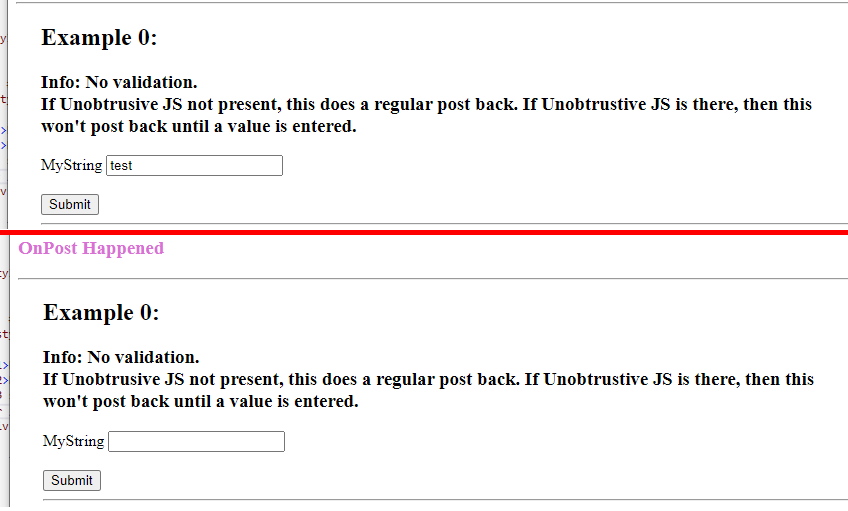 Example 0:
Info: No validation.
If Unobtrusive JS not present, this does a regular post back. If Unobtrustive JS is there, then this
won't post back until a value is entered.
MyString test
Submit
OnPost Happened
Example 0:
Info: No validation.
If Unobtrusive JS not present, this does a regular post back. If Unobtrustive JS is there, then this
won't post back until a value is entered.
MyString
Submit